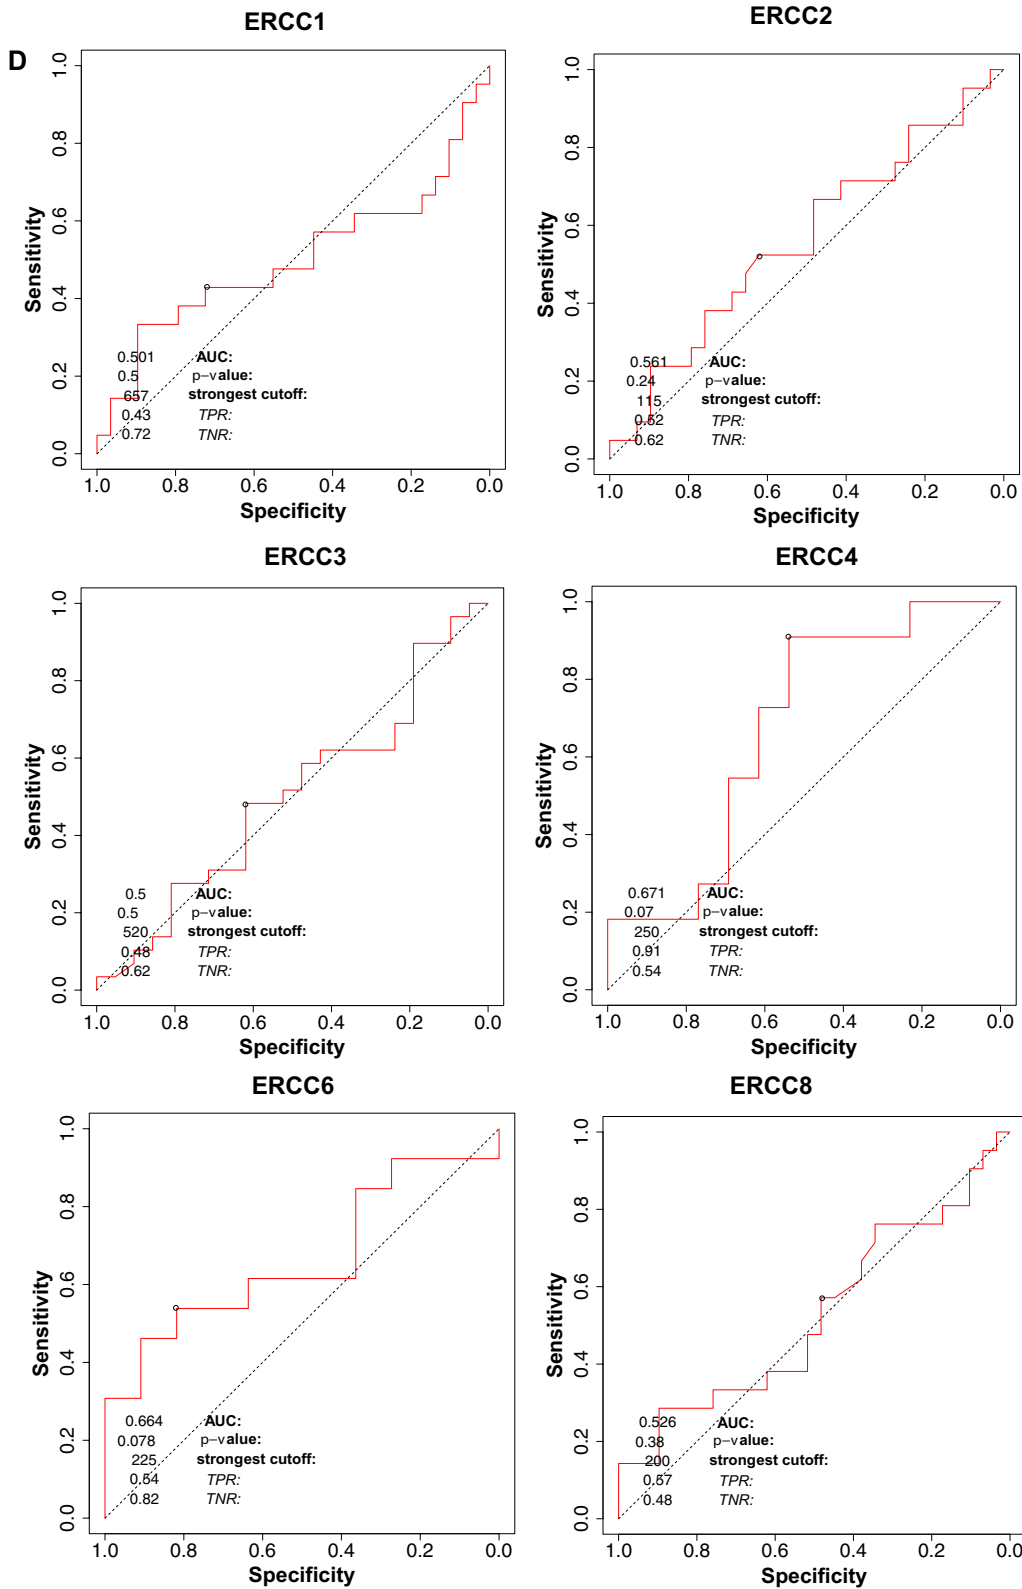 D
ERCC1
Sensitivity
1.0
0.8
0.6
0.4
0.2
0.0
0.501 AUC:
0.5 p-value:
657 strongest cutoff:
0.43 TPR:
0.72 TNR:
1.0 0.8 0.6 0.4 0.2 0.0
Specificity
ERCC2
Sensitivity
1.0
0.8
0.6
0.4
0.2
0.0
0.561 AUC:
0.24 p-value:
115 strongest cutoff:
0.52 TPR:
0.62 TNR:
1.0 0.8 0.6 0.4 0.2 0.0
Specificity
ERCC3
Sensitivity
1.0
0.8
0.6
0.4
0.2
0.0
0.5 AUC:
0.5 p-value:
520 strongest cutoff:
0.48 TPR:
0.62 TNR:
1.0 0.8 0.6 0.4 0.2 0.0
Specificity
ERCC4
Sensitivity
1.0
0.8
0.6
0.4
0.2
0.0
0.671 AUC:
0.07 p-value:
250 strongest cutoff:
0.91 TPR:
0.54 TNR:
1.0 0.8 0.6 0.4 0.2 0.0
Specificity
ERCC6
Sensitivity
1.0
0.8
0.6
0.4
0.2
0.0
0.664 AUC:
0.078 p-value:
225 strongest cutoff:
0.54 TPR:
0.82 TNR:
1.0 0.8 0.6 0.4 0.2 0.0
Specificity
ERCC8
Sensitivity
1.0
0.8
0.6
0.4
0.2
0.0
0.526 AUC:
0.38 p-value:
200 strongest cutoff:
0.57 TPR:
0.48 TNR:
1.0 0.8 0.6 0.4 0.2 0.0
Specificity